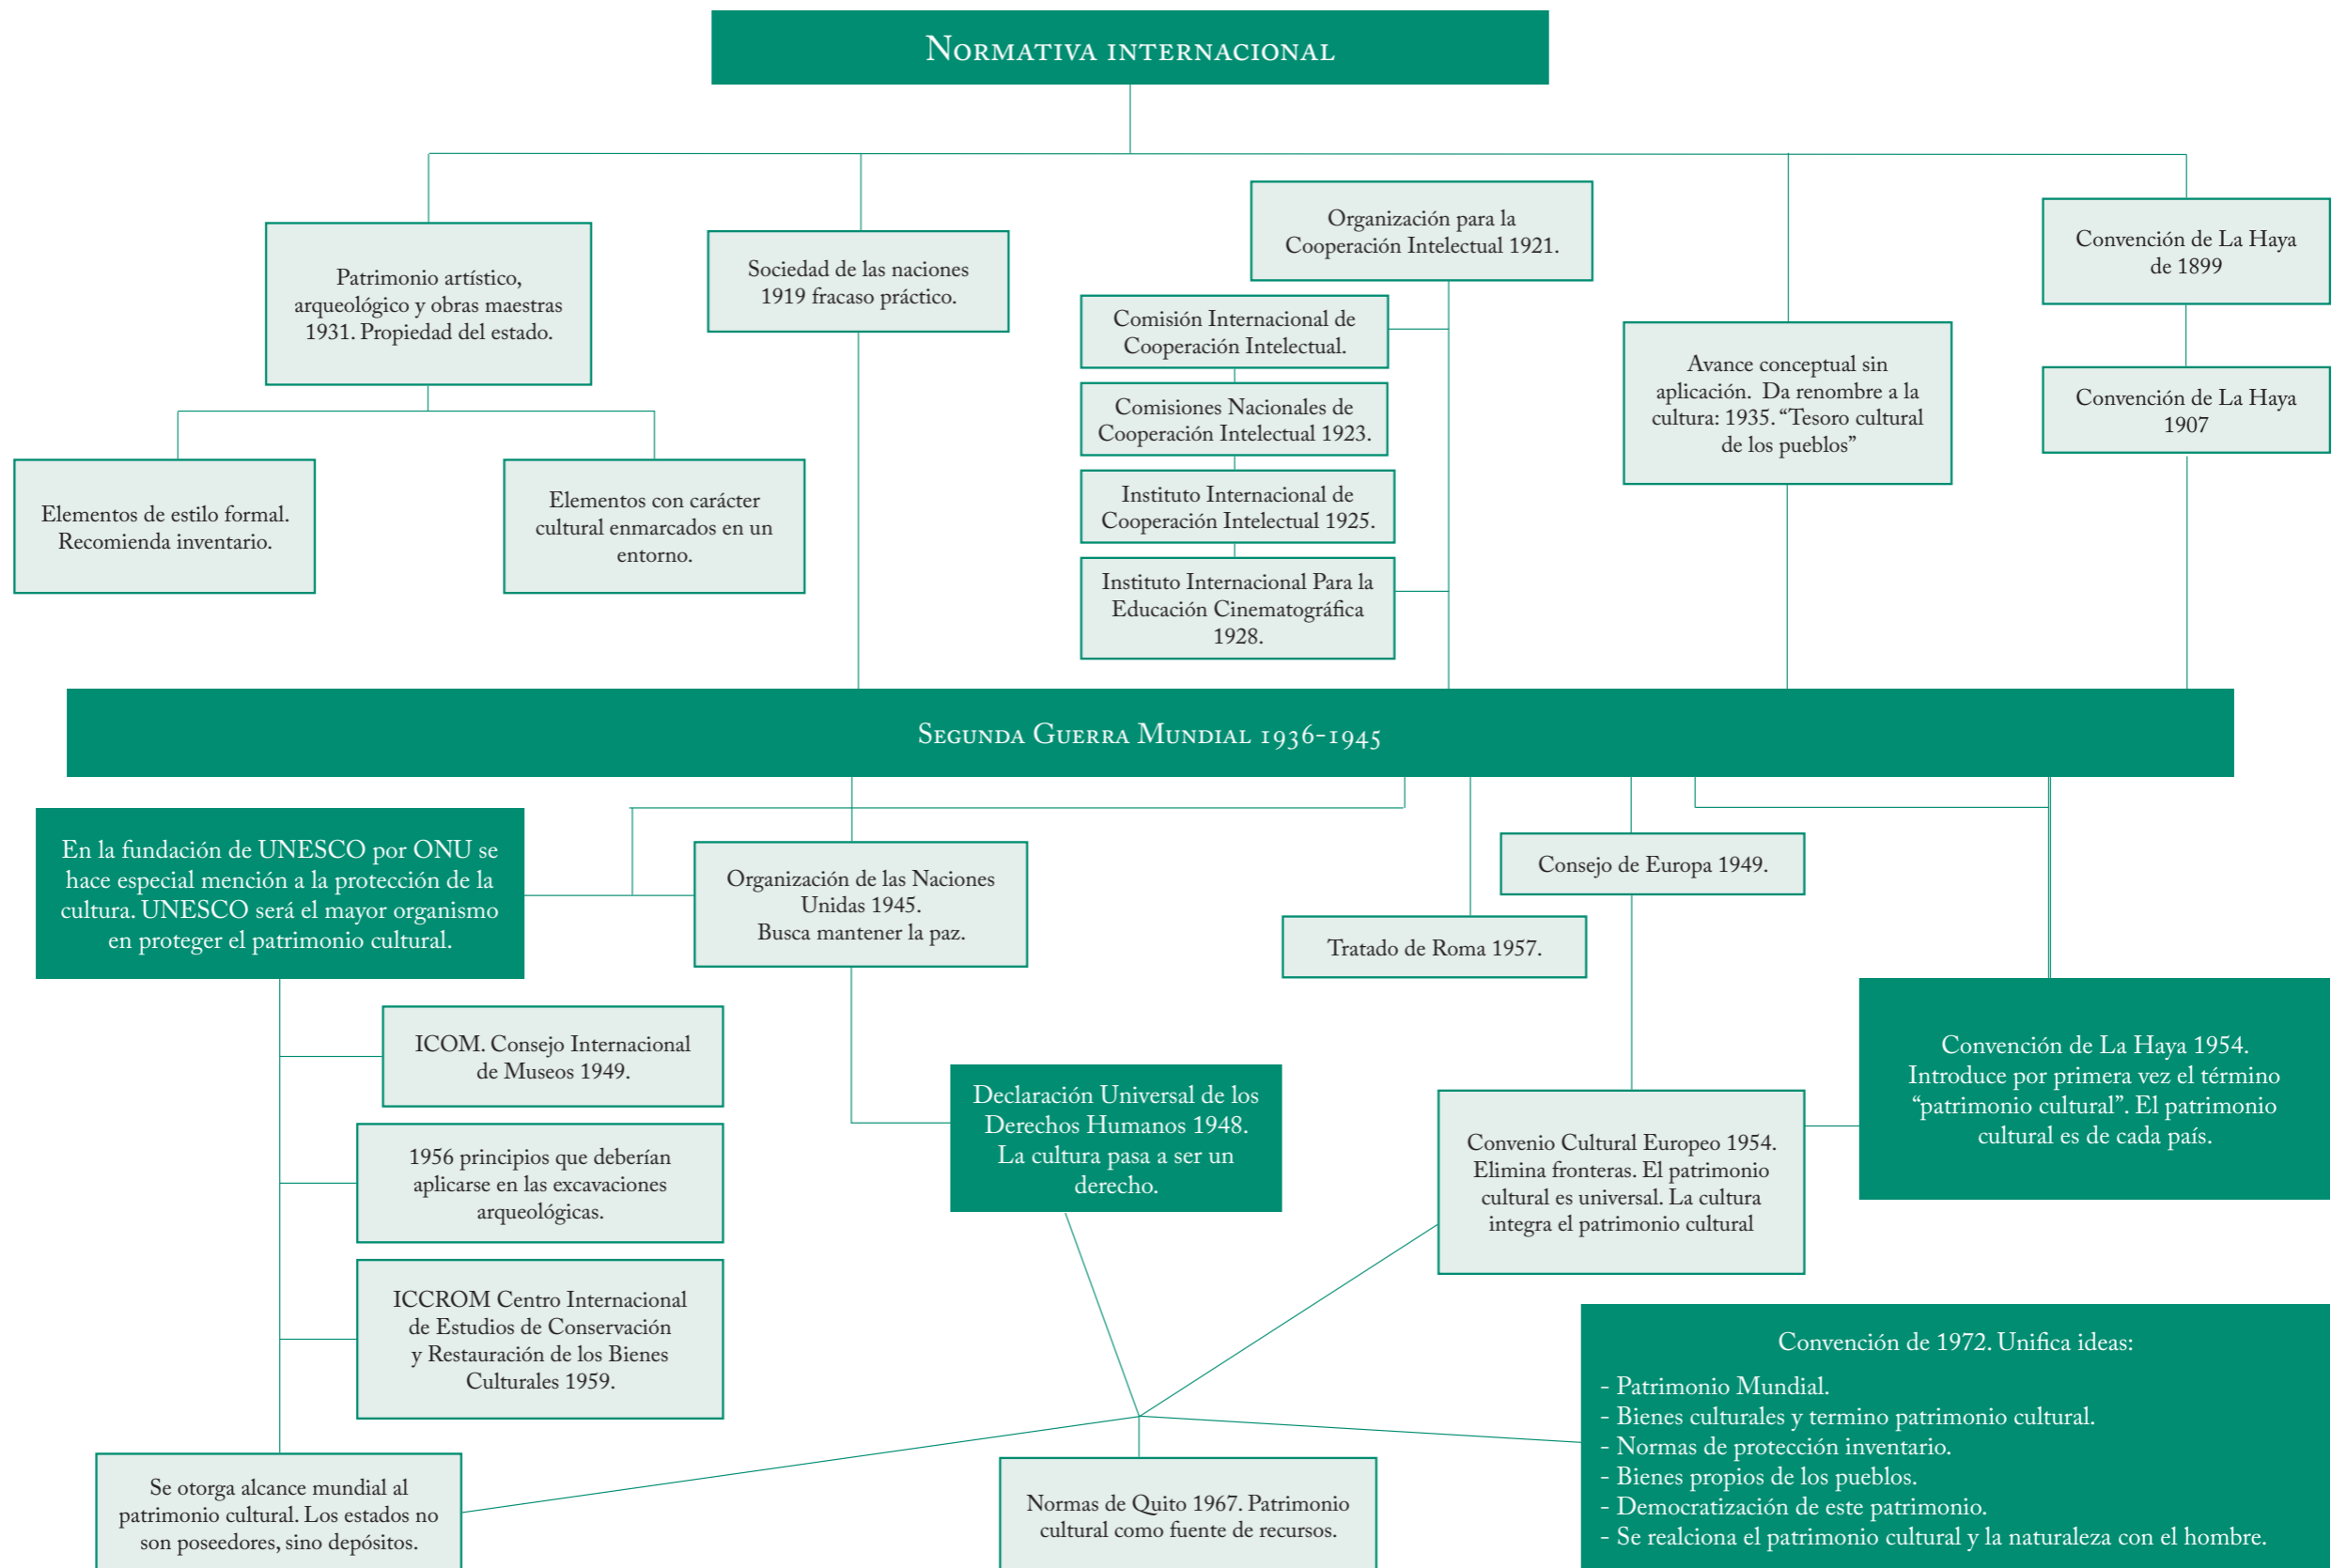 Normativa internacional
Patrimonio artístico,
arqueológico y obras maestras
1931. Propiedad del estado.
Elementos de estilo formal.
Recomienda inventario.
Elementos con carácter
cultural enmarcados en un
entorno.
Sociedad de las naciones
1919 fracaso práctico.
Organización para la
Cooperación Intelectual 1921.
Comisión Internacional de
Cooperación Intelectual.
Comisiones Nacionales de
Cooperación Intelectual 1923.
Instituto Internacional de
Cooperación Intelectual 1925.
Instituto Internacional Para la
Educación Cinematográfica
1928.
Avance conceptual sin
aplicación. Da renombre a la
cultura: 1935. “Tesoro cultural
de los pueblos”
Convención de La Haya
de 1899
Convención de La Haya
1907
Segunda Guerra Mundial 1936-1945
En la fundación de UNESCO por ONU se
hace especial mención a la protección de la
cultura. UNESCO será el mayor organismo
en proteger el patrimonio cultural.
Organización de las Naciones
Unidas 1945.
Busca mantener la paz.
Consejo de Europa 1949.
Tratado de Roma 1957.
ICOM. Consejo Internacional
de Museos 1949.
1956 principios que deberían
aplicarse en las excavaciones
arqueológicas.
ICCROM Centro Internacional
de Estudios de Conservación
y Restauración de los Bienes
Culturales 1959.
Declaración Universal de los
Derechos Humanos 1948.
La cultura pasa a ser un
derecho.
Convenio Cultural Europeo 1954.
Elimina fronteras. El patrimonio
cultural es universal. La cultura
integra el patrimonio cultural
Convención de La Haya 1954.
Introduce por primera vez el término
“patrimonio cultural”. El patrimonio
cultural es de cada país.
Se otorga alcance mundial al
patrimonio cultural. Los estados no
son poseedores, sino depósitos.
Normas de Quito 1967. Patrimonio
cultural como fuente de recursos.
Convención de 1972. Unifica ideas:
- Patrimonio Mundial.
- Bienes culturales y termino patrimonio cultural.
- Normas de protección inventario.
- Bienes propios de los pueblos.
- Democratización de este patrimonio.
- Se realciona el patrimonio cultural y la naturaleza con el hombre.